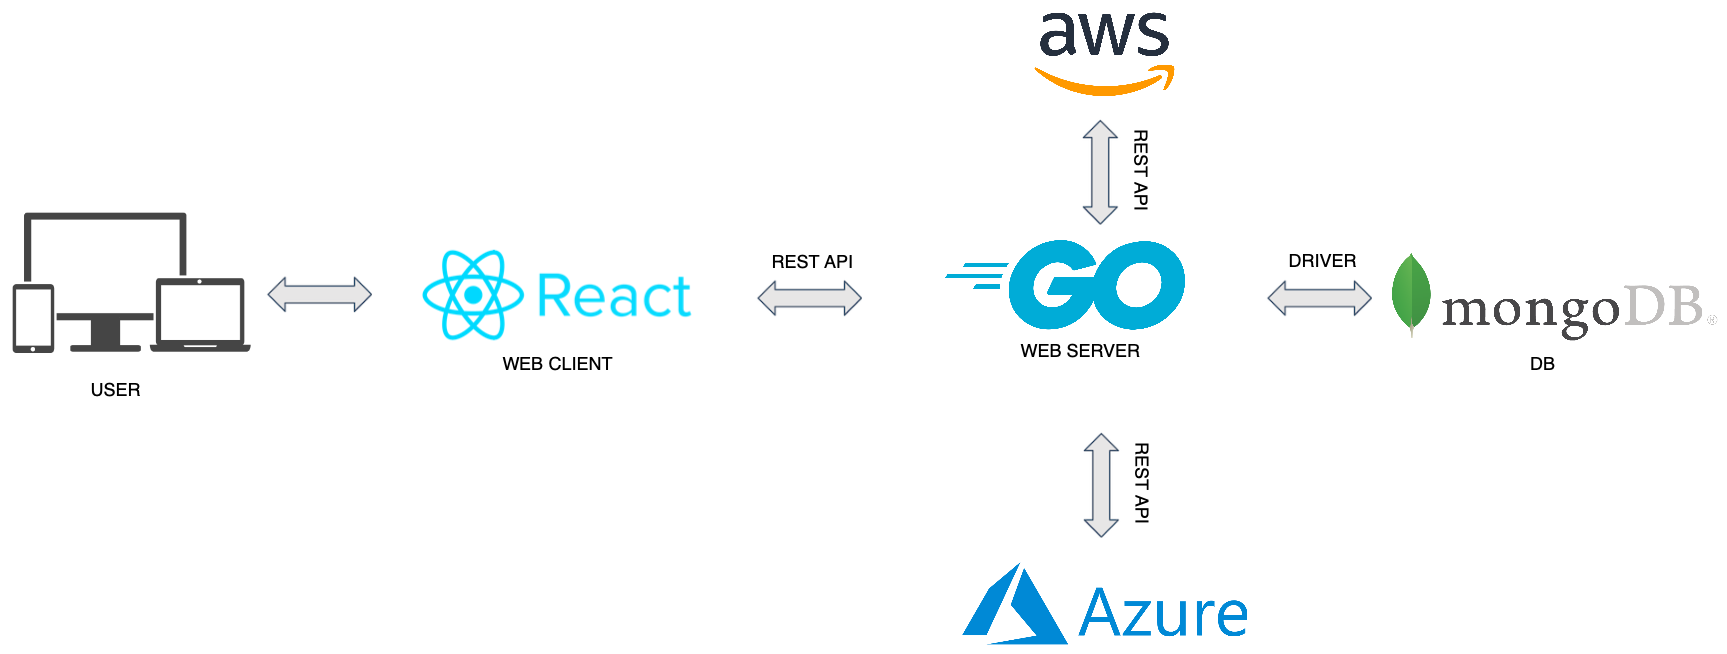 aws
REST API
React
REST API
GO
DRIVER
mongoDB®
WEB CLIENT
WEB SERVER
DB
USER
REST API
Azure